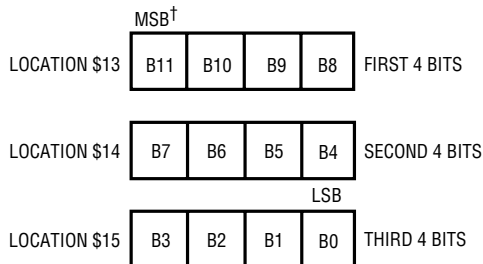 MSB†
LOCATION $13 B11 B10 B9 B8 FIRST 4 BITS
LOCATION $14 B7 B6 B5 B4 SECOND 4 BITS
LSB
LOCATION $15 B3 B2 B1 B0 THIRD 4 BITS